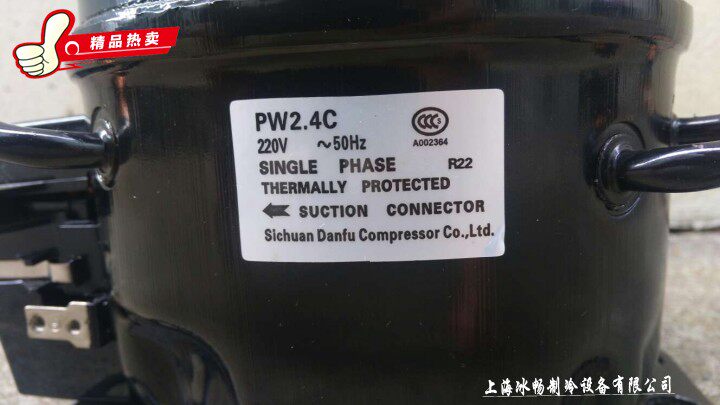 精品热卖
PW2.4C
CCC S
A002364
220V ~50Hz
SINGLE PHASE R22
THERMALLY PROTECTED
SUCTION CONNECTOR
Sichuan Danfu Compressor Co.,Ltd.
上海冰畅制冷设备有限公司